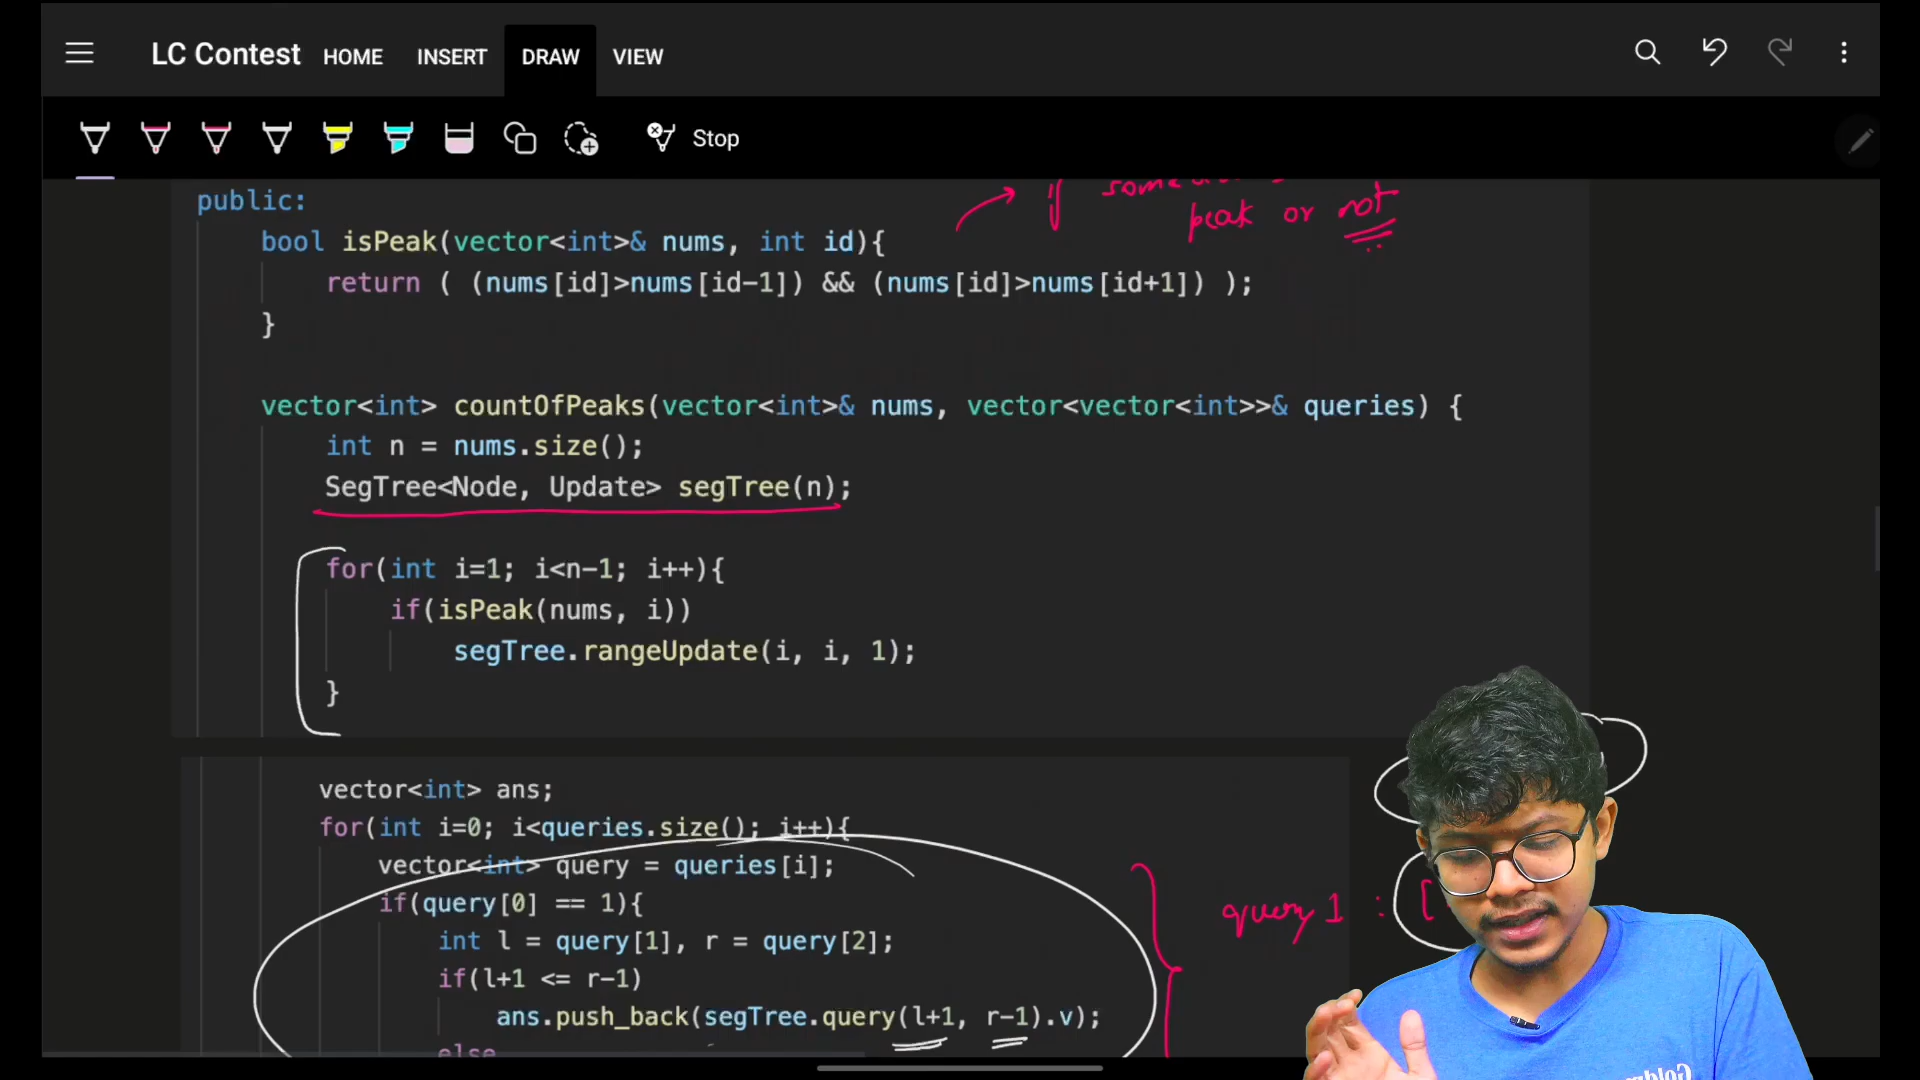 LC Contest HOME INSERT DRAW VIEW
Stop
peak or not
public:
bool isPeak(vector<int>& nums, int id){
return ( (nums[id]>nums[id-1]) && (nums[id]>nums[id+1]) );
}
vector<int> countOfPeaks(vector<int>& nums, vector<vector<int>>& queries) {
int n = nums.size();
SegTree<Node, Update> segTree(n);
for(int i=1; i<n-1; i++){
if(isPeak(nums, i))
segTree.rangeUpdate(i, i, 1);
}
vector<int> ans;
for(int i=0; i<queries.size(); i++){
vector<int> query = queries[i];
if(query[0] == 1){
int l = query[1], r = query[2];
if(l+1 <= r-1)
ans.push_back(segTree.query(l+1, r-1).v);
else
query 1 : [